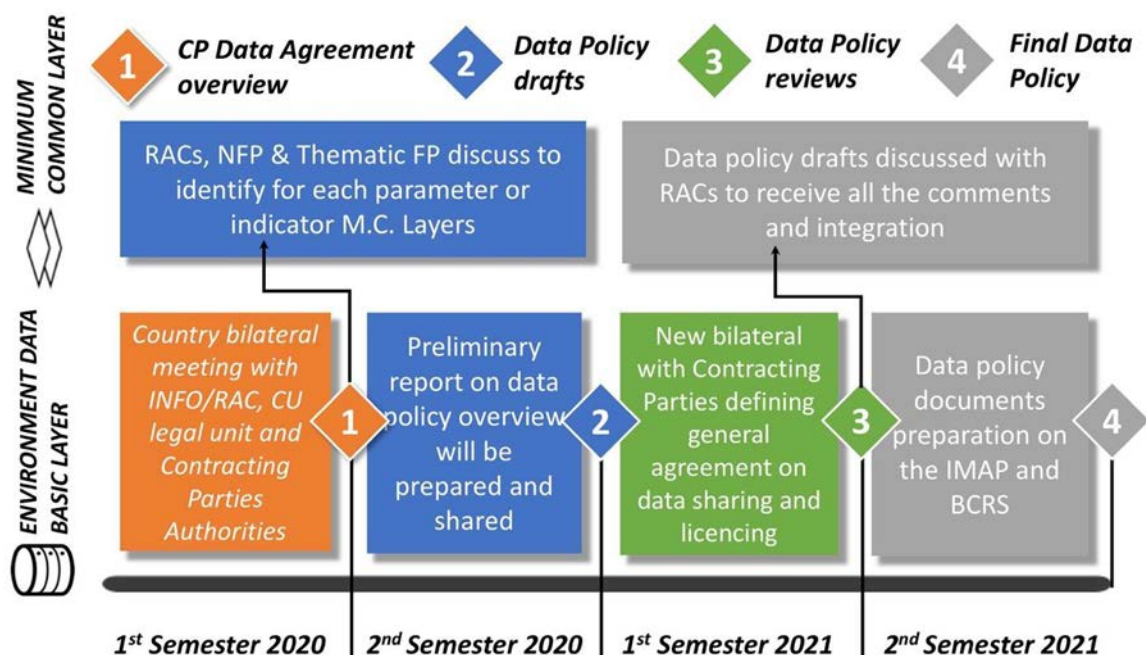 1
CP Data Agreement
overview
2
Data Policy
drafts
3
Data Policy
reviews
4
Final Data
Policy
MINIMUM
COMMON LAYER
RACs, NFP & Thematic FP discuss to
identify for each parameter or
indicator M.C. Layers
Data policy drafts discussed with
RACs to receive all the comments
and integration
ENVIRONMENT DATA
BASIC LAYER
Country bilateral
meeting with
INFO/RAC, CU
legal unit and
Contracting
Parties
Authorities
1
Preliminary
report on data
policy overview
will be
prepared and
shared
2
New bilateral
with Contracting
Parties defining
general
agreement on
data sharing and
licencing
3
Data policy
documents
preparation on
the IMAP and
BCRS
4
1st Semester 2020
2nd Semester 2020
1st Semester 2021
2nd Semester 2021